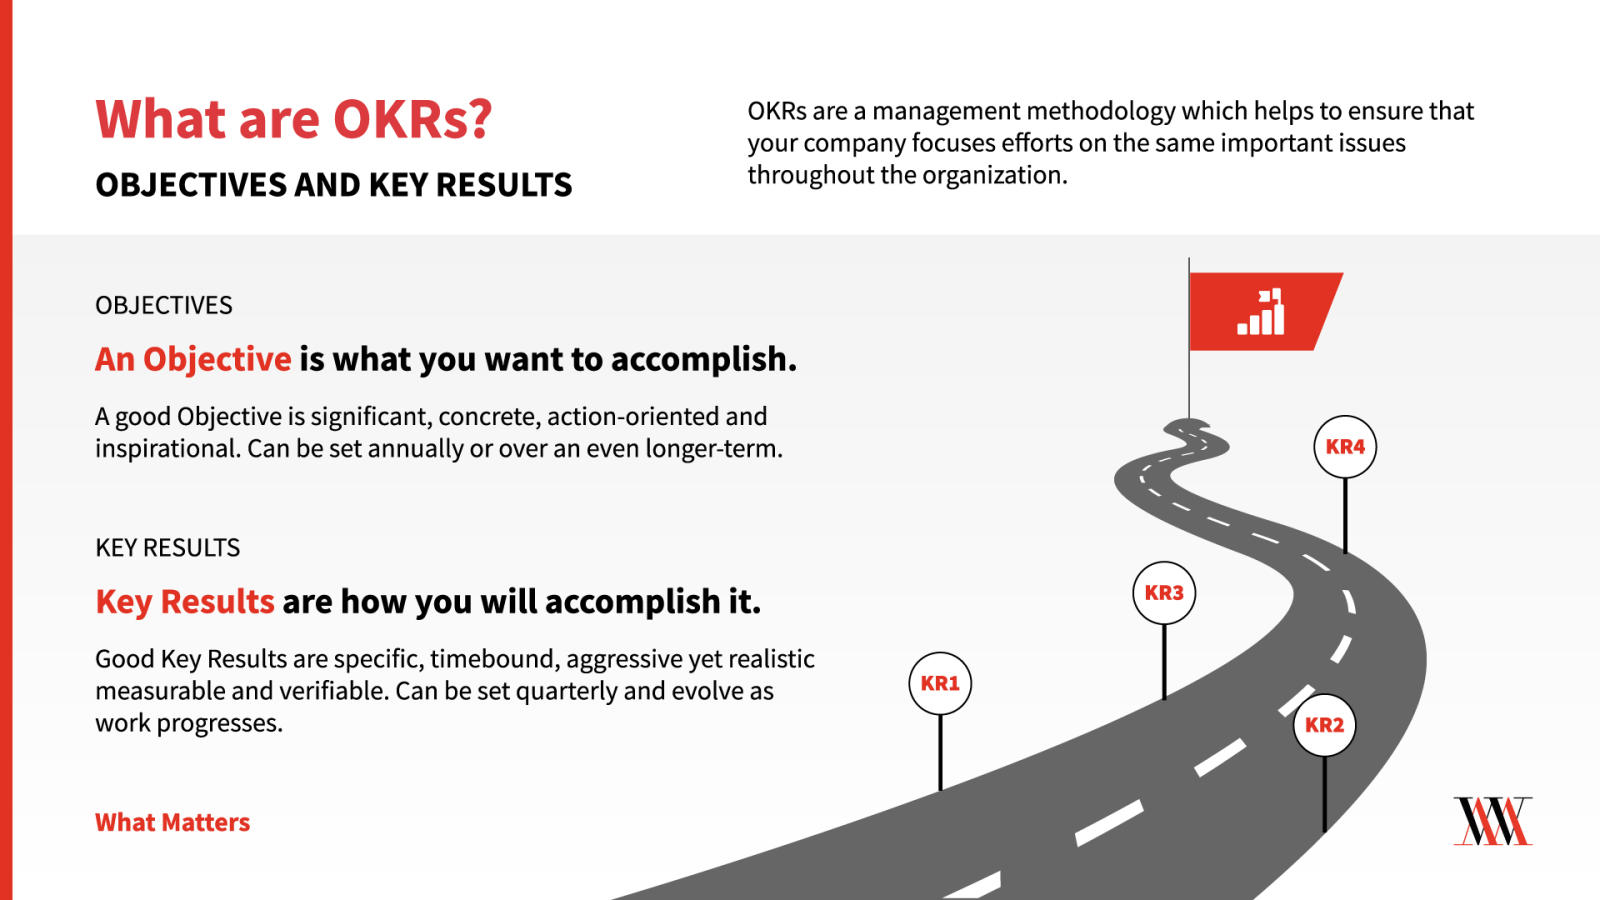 What are OKRs?
OBJECTIVES AND KEY RESULTS
OKRs are a management methodology which helps to ensure that
your company focuses efforts on the same important issues
throughout the organization.
OBJECTIVES
An Objective is what you want to accomplish.
A good Objective is significant, concrete, action-oriented and
inspirational. Can be set annually or over an even longer-term.
KEY RESULTS
Key Results are how you will accomplish it.
Good Key Results are specific, timebound, aggressive yet realistic
measurable and verifiable. Can be set quarterly and evolve as
work progresses.
What Matters
KR4
KR3
KR1
KR2
WM